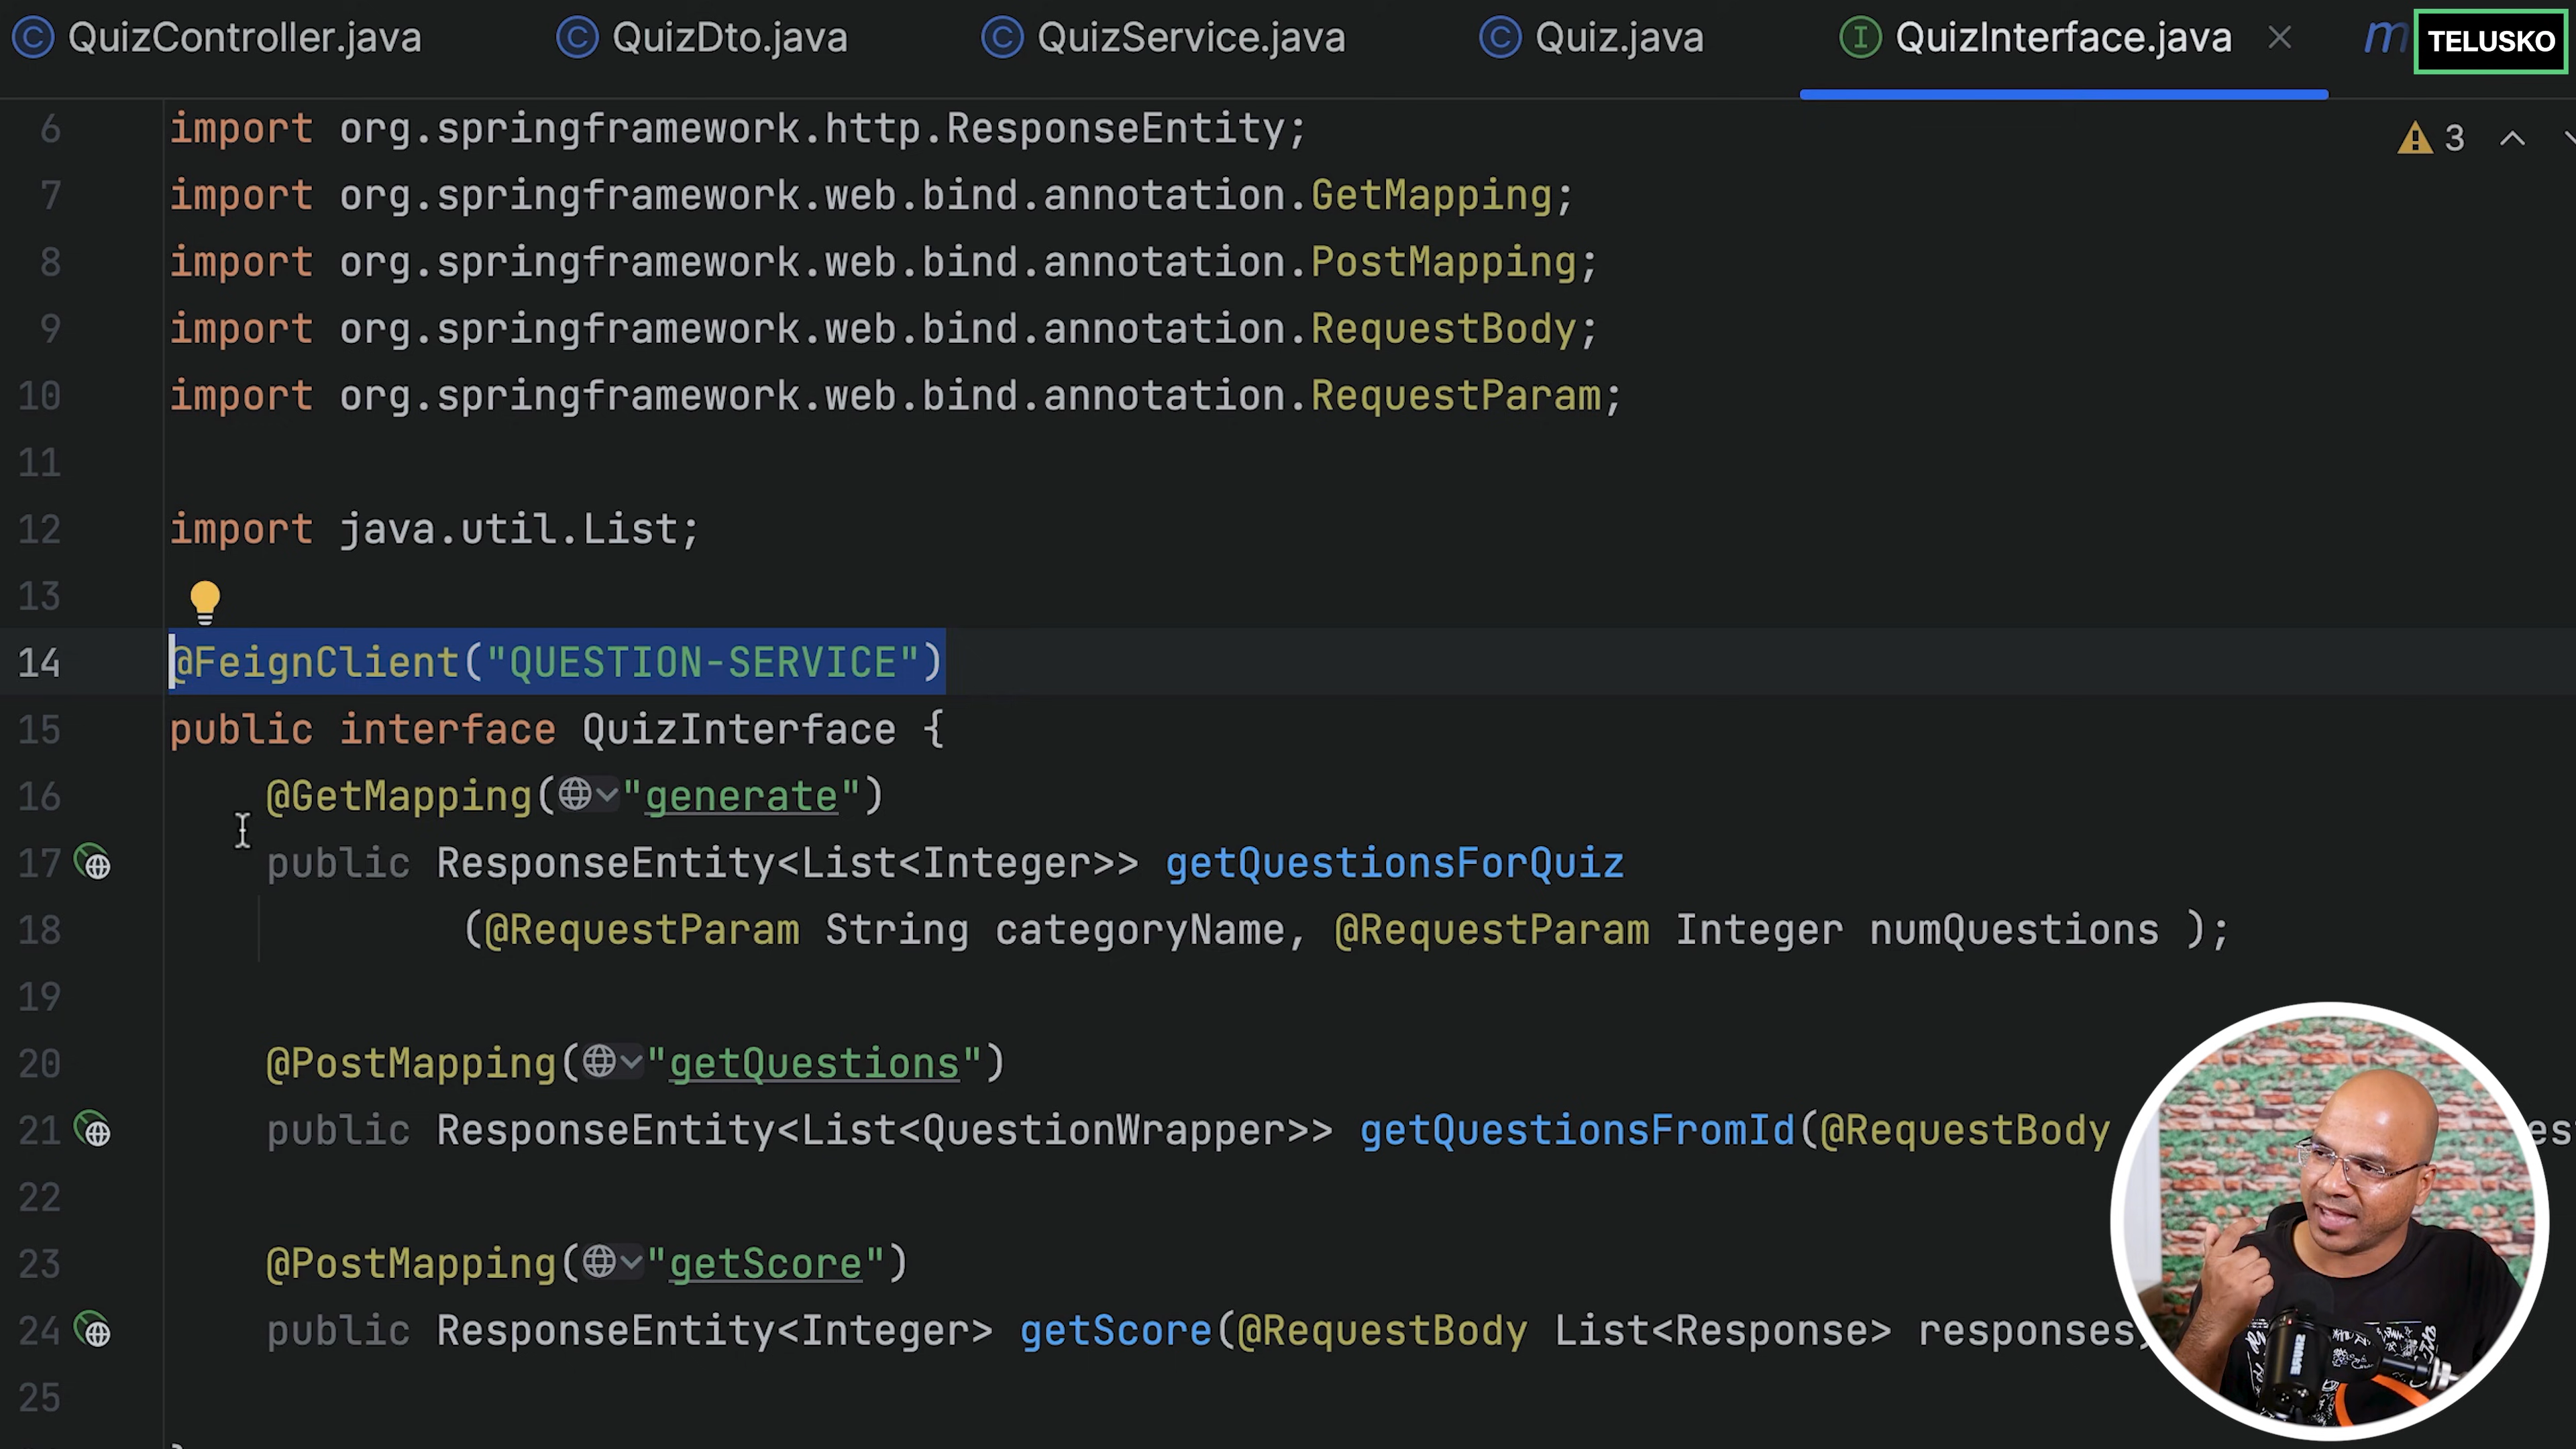 QuizController.java QuizDto.java QuizService.java Quiz.java QuizInterface.java m TELUSKO
3
6 import org.springframework.http.ResponseEntity;
7 import org.springframework.web.bind.annotation.GetMapping;
8 import org.springframework.web.bind.annotation.PostMapping;
9 import org.springframework.web.bind.annotation.RequestBody;
10 import org.springframework.web.bind.annotation.RequestParam;
11
12 import java.util.List;
13
14 @FeignClient("QUESTION-SERVICE")
15 public interface QuizInterface {
16 @GetMapping("generate")
17 public ResponseEntity<List<Integer>> getQuestionsForQuiz
18 (@RequestParam String categoryName, @RequestParam Integer numQuestions );
19
20 @PostMapping("getQuestions")
21 public ResponseEntity<List<QuestionWrapper>> getQuestionsFromId(@RequestBody
22
23 @PostMapping("getScore")
24 public ResponseEntity<Integer> getScore(@RequestBody List<Response> responses
25